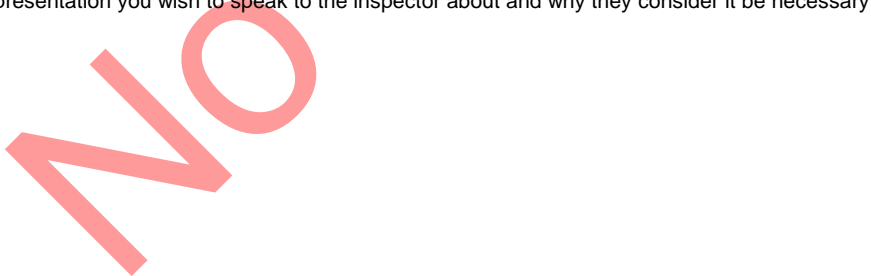 presentation you wish to speak to the inspector about and why they consider it be necessary
No